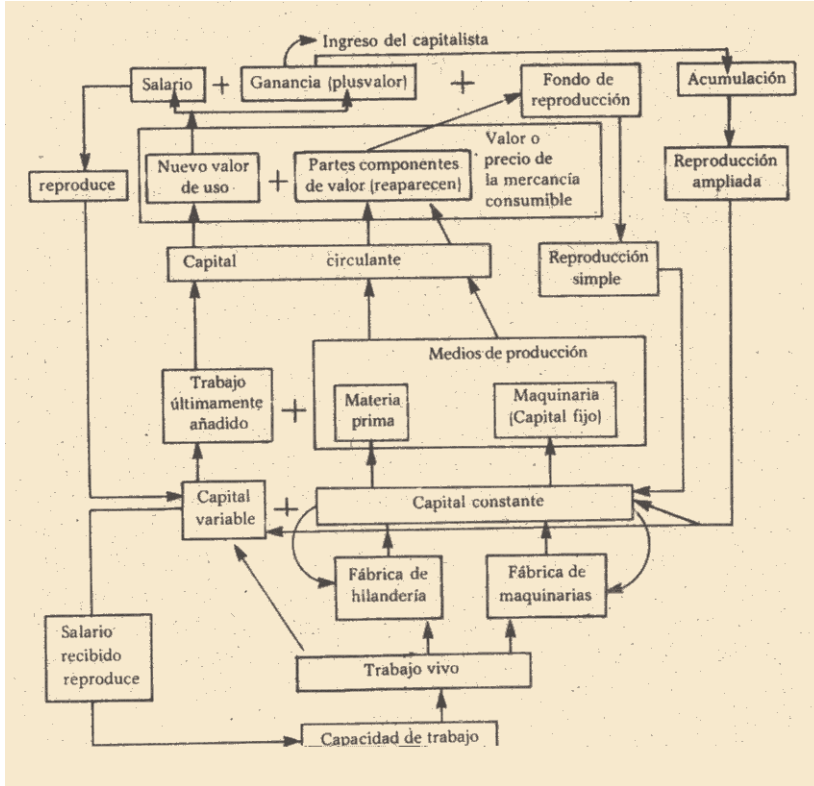 Ingreso del capitalista
Salario + Ganancia (plusvalor) + Fondo de
reproducción
Acumulación
reproduce
Nuevo valor
de uso
+
Partes componentes
de valor (reaparecen)
Valor o
precio de
la mercancía
consumible
Reproducción
ampliada
Capital circulante
Reproducción
simple
Medios de producción
Trabajo
últimamente
añadido
+
Materia
prima
Maquinaria
(Capital fijo)
Capital
variable
+
Capital constante
Fábrica de
hilandería
Fábrica de
maquinarias
Salario
recibido
reproduce
Trabajo vivo
Capacidad de trabajo